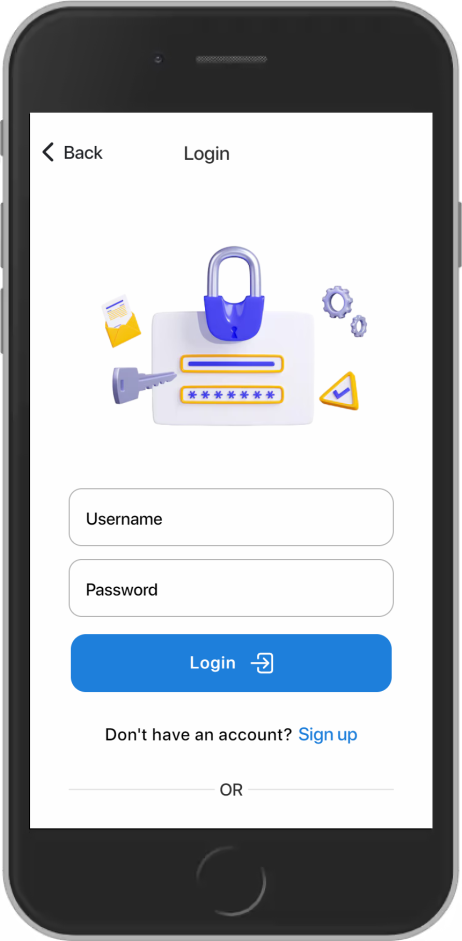 Back
Login
*******
Username
Password
Login
Don't have an account? Sign up
OR